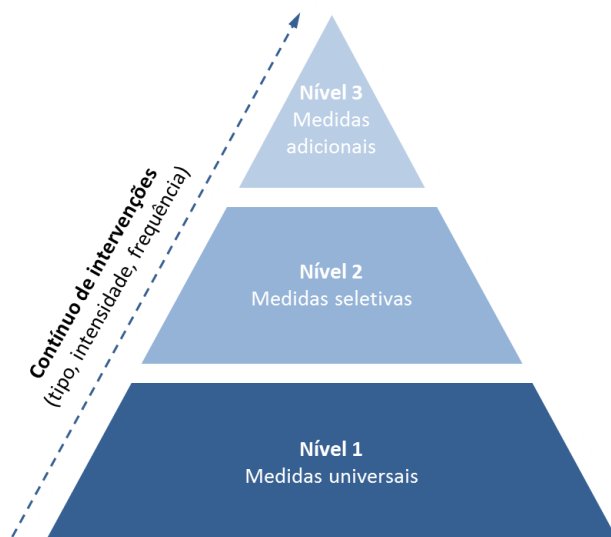 Nível 3
Medidas
adicionais
Contínuo de intervenções
(tipo, intensidade, frequência)
Nível 2
Medidas seletivas
Nível 1
Medidas universais